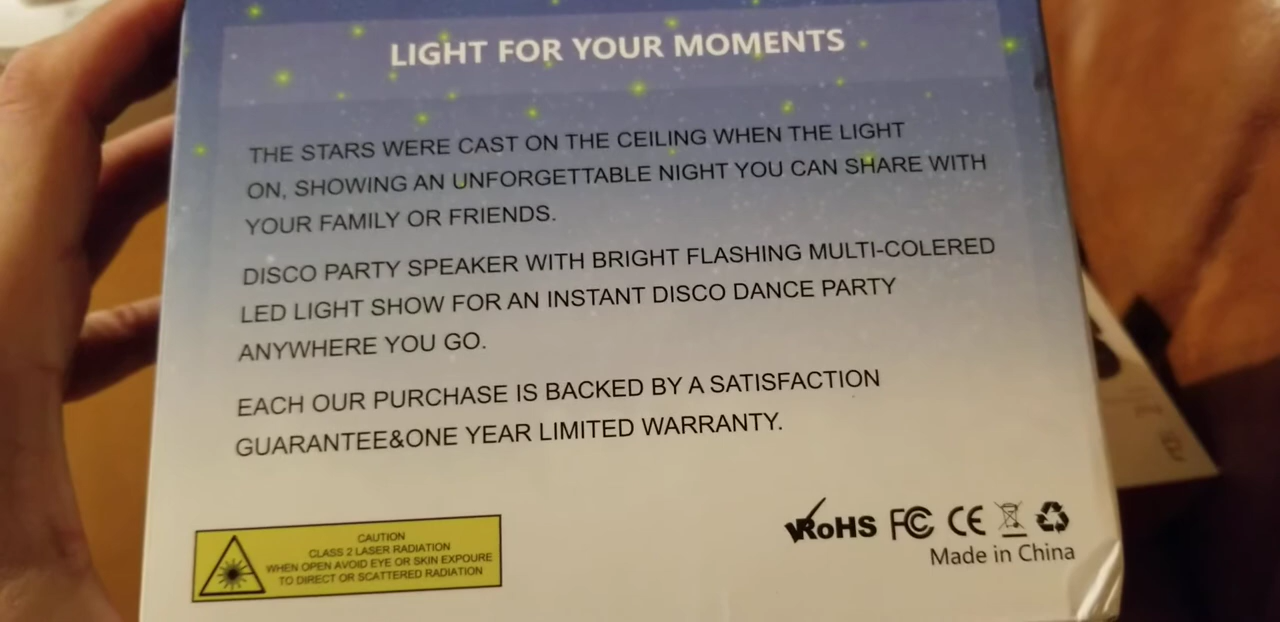 LIGHT FOR YOUR MOMENTS
THE STARS WERE CAST ON THE CEILING WHEN THE LIGHT
ON, SHOWING AN UNFORGETTABLE NIGHT YOU CAN SHARE WITH
YOUR FAMILY OR FRIENDS.
DISCO PARTY SPEAKER WITH BRIGHT FLASHING MULTI-COLERED
LED LIGHT SHOW FOR AN INSTANT DISCO DANCE PARTY
ANYWHERE YOU GO.
EACH OUR PURCHASE IS BACKED BY A SATISFACTION
GUARANTEE&ONE YEAR LIMITED WARRANTY.
CAUTION
CLASS 2 LASER RADIATION
WHEN OPEN AVOID EYE OR SKIN EXPOURE
TO DIRECT OR SCATTERED RADIATION
RoHS FC CE
Made in China